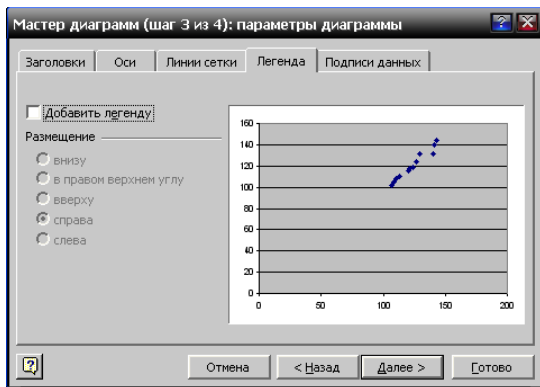 Мастер диаграмм (шаг 3 из 4): параметры диаграммы
Заголовки Оси Линии сетки Легенда Подписи данных
Добавить легенду
Размещение
внизу
в правом верхнем углу
вверху
справа
слева
160
140
120
100
80
60
40
20
0
0 50 100 150 200
Отмена < Назад Далее > Готово